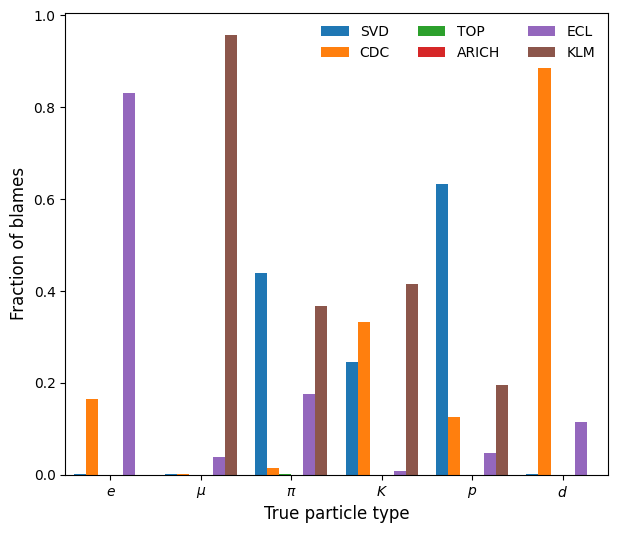 1.0
0.8
0.6
0.4
0.2
0.0
Fraction of blames
SVD TOP ECL
CDC ARICH KLM
e μ π K p d
True particle type